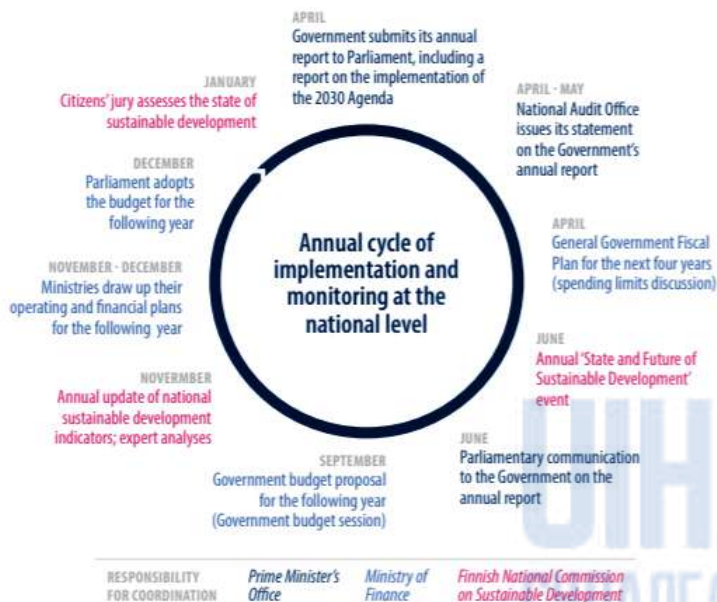 APRIL
Government submits its annual
report to Parliament, including a
report on the implementation of
the 2030 Agenda
APRIL - MAY
National Audit Office
issues its statement
on the Government's
annual report
APRIL
General Government Fiscal
Plan for the next four years
(spending limits discussion)
JUNE
Annual 'State and Future of
Sustainable Development'
event
JUNE
Parliamentary communication
to the Government on the
annual report
SEPTEMBER
Government budget proposal
for the following year
(Government budget session)
NOVERMBER
Annual update of national
sustainable development
indicators; expert analyses
NOVEMBER - DECEMBER
Ministries draw up their
operating and financial plans
for the following year
DECEMBER
Parliament adopts
the budget for the
following year
JANUARY
Citizens' jury assesses the state of
sustainable development
Annual cycle of
implementation and
monitoring at the
national level
RESPONSIBILITY
FOR COORDINATION
Prime Minister's
Office
Ministry of
Finance
Finnish National Commission
on Sustainable Development